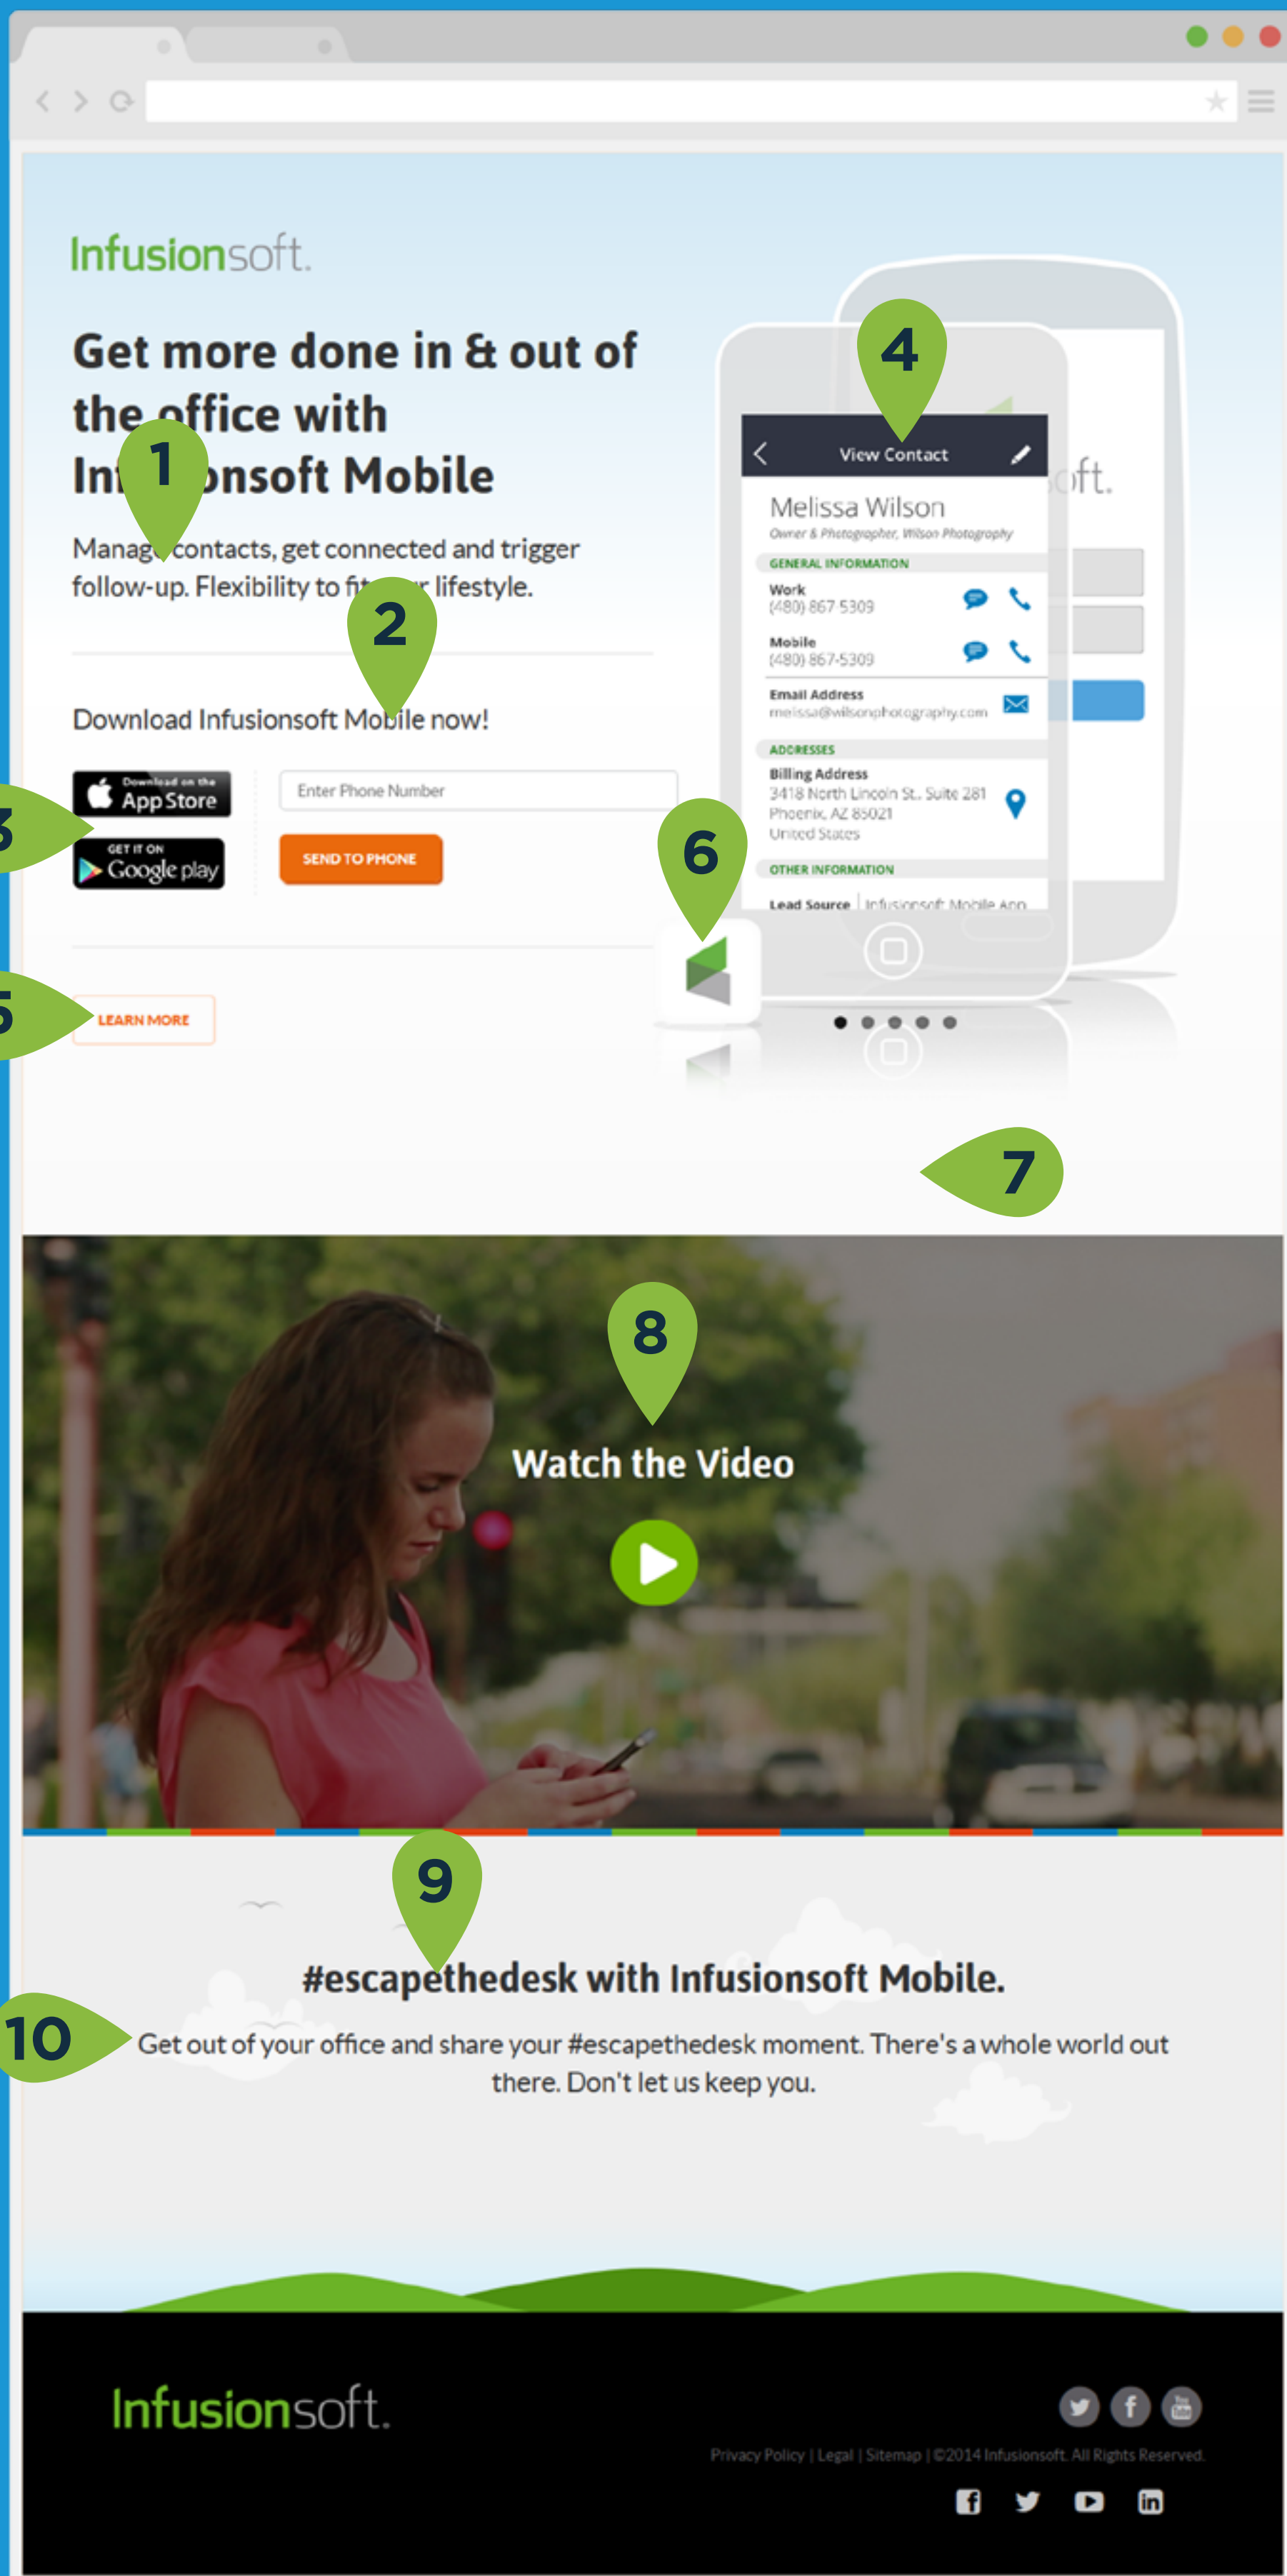 Infusionsoft.
Get more done in & out of
the office with
Infusionsoft Mobile
1
Manage contacts, get connected and trigger
follow-up. Flexibility to fit lifestyle.
2
Download Infusionsoft Mobile now!
3
Download on the
App Store
GET IT ON
Google play
Enter Phone Number
SEND TO PHONE
5
LEARN MORE
4
View Contact
oft.
Melissa Wilson
Owner & Photographer, Wilson Photography
GENERAL INFORMATION
Work
(480) 867-5309
Mobile
(480) 867-5309
Email Address
melissa@wilsonphotography.com
ADDRESSES
Billing Address
3418 North Lincoln St., Suite 281
Phoenix, AZ 85021
United States
OTHER INFORMATION
Lead Source Infusionsoft Mobile App
6
7
8
Watch the Video
9
#escapethedesk with Infusionsoft Mobile.
10
Get out of your office and share your #escapethedesk moment. There's a whole world out
there. Don't let us keep you.
Infusionsoft.
You Tube
Privacy Policy | Legal | Sitemap | ©2014 Infusionsoft. All Rights Reserved.